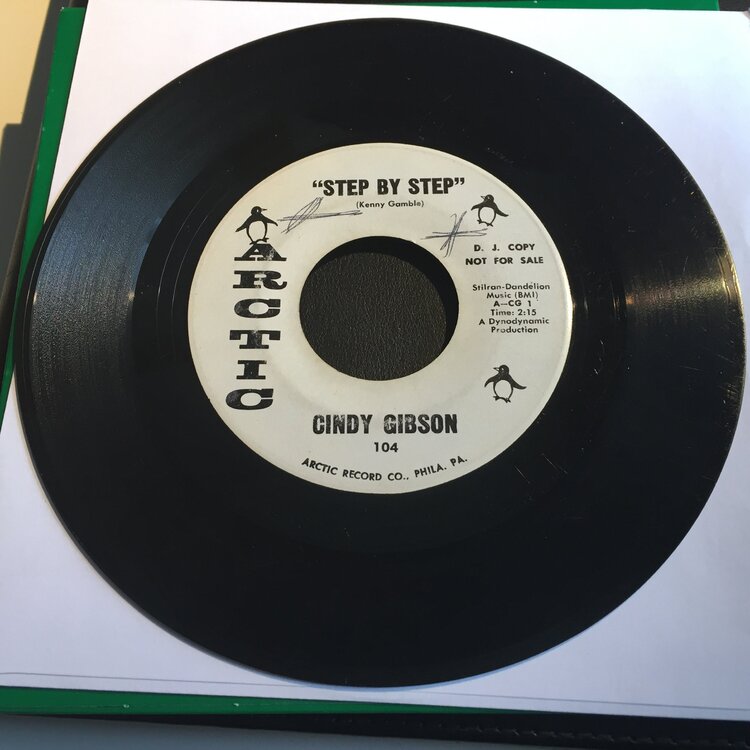 "STEP BY STEP"
(Kenny Gamble)
ARCTIC
D. J. COPY
NOT FOR SALE
Stilran-Dandelion
Music (BMI)
A—CG 1
Time: 2:15
A Dynodynamic
Production
CINDY GIBSON
104
ARCTIC RECORD CO., PHILA. PA.